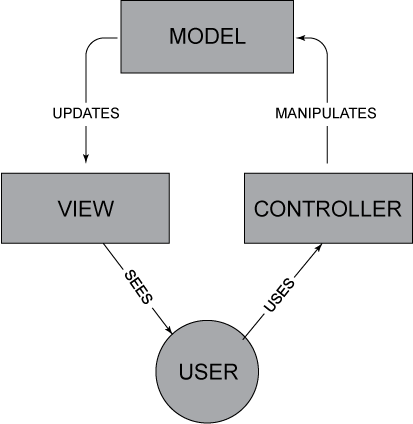 MODEL
UPDATES
MANIPULATES
VIEW
CONTROLLER
SEES
USES
USER